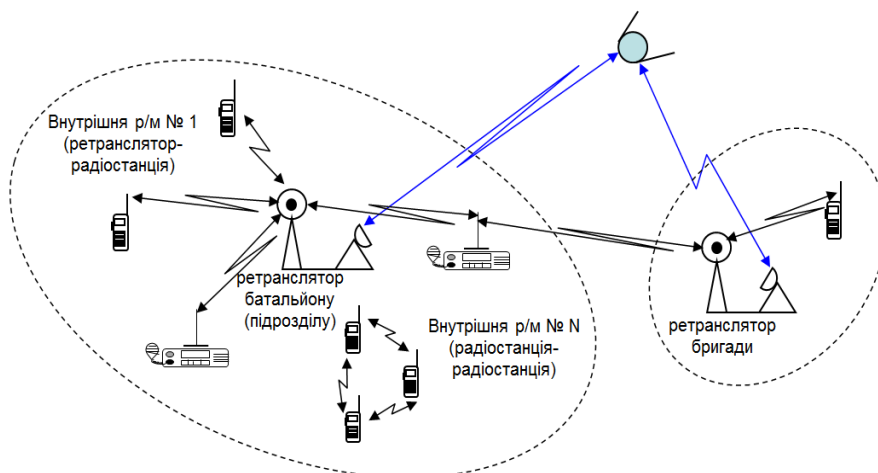 Внутрішня р/м № 1
(ретранслятор-
радіостанція)
ретранслятор
батальйону
(підрозділу)
Внутрішня р/м № N
(радіостанція-
радіостанція)
ретранслятор
бригади